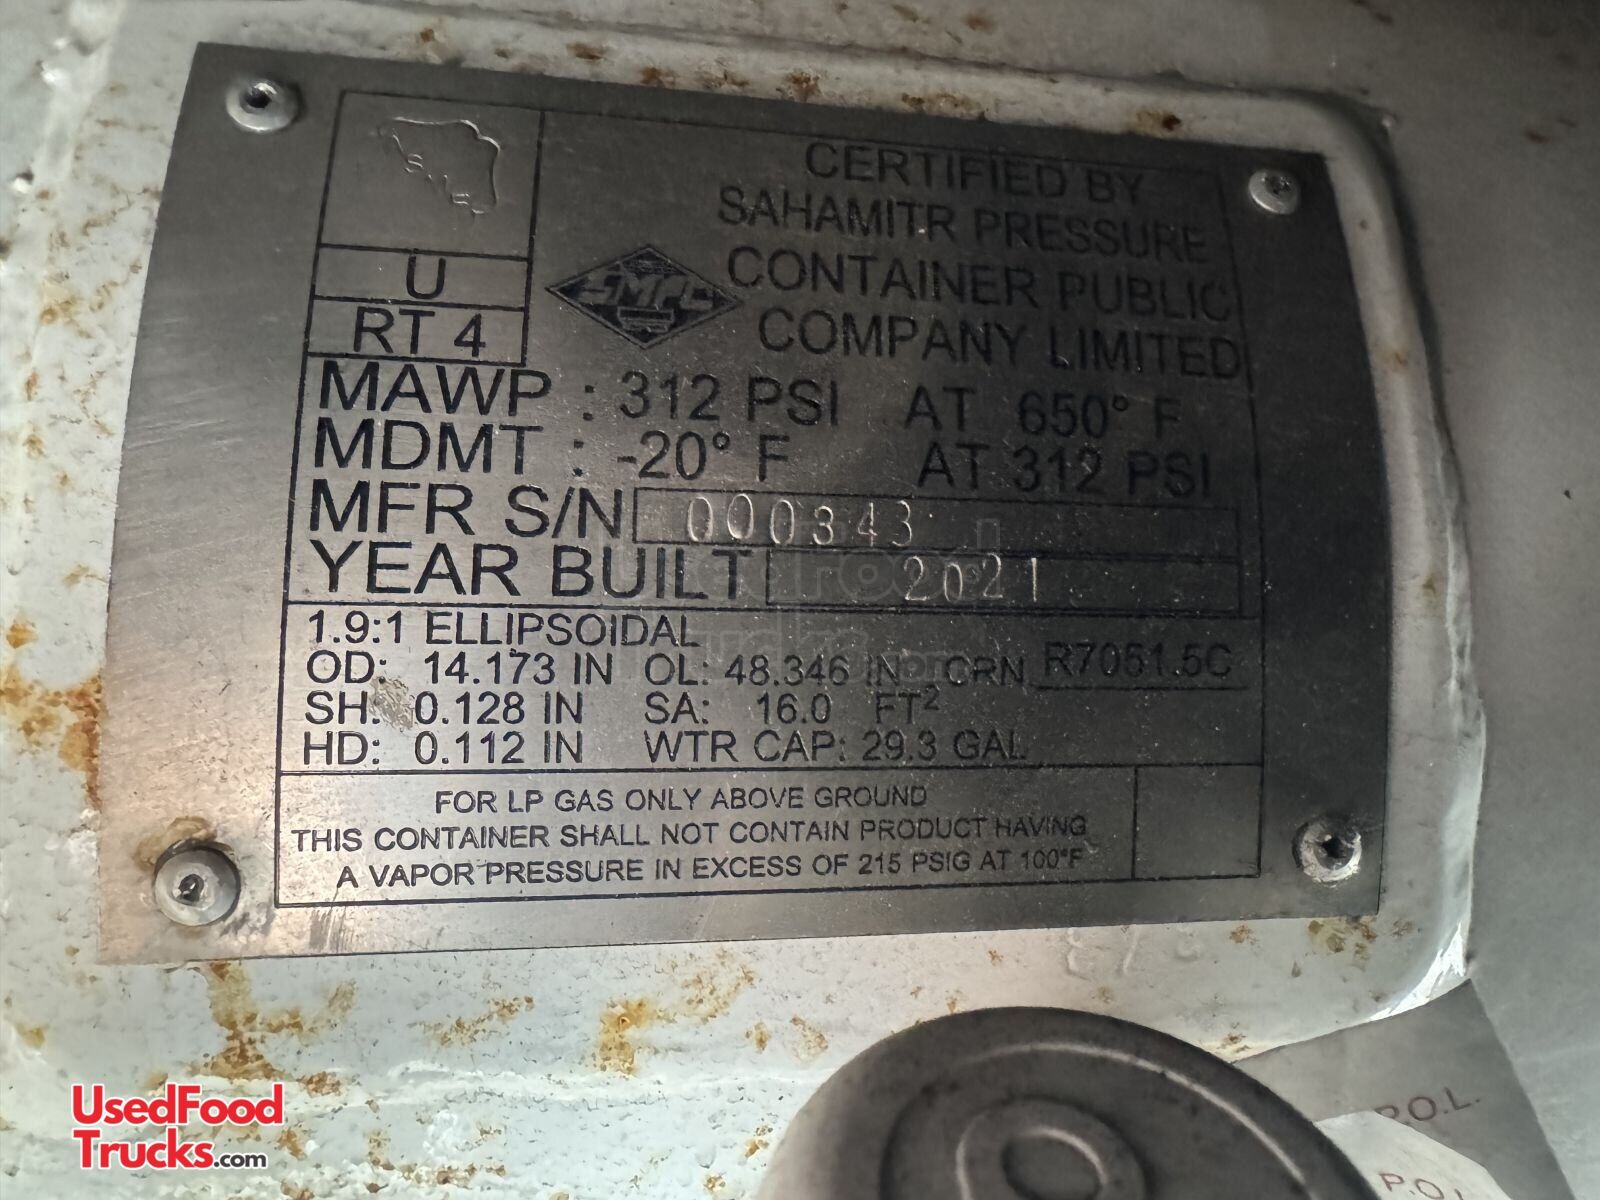 CERTIFIED BY
SAHAMITR PRESSURE
CONTAINER PUBLIC
COMPANY LIMITED
SMPC
U
RT 4
MAWP : 312 PSI AT 650° F
MDMT : -20° F AT 312 PSI
MFR S/N 000343
YEAR BUILT 2021
1.9:1 ELLIPSOIDAL
OD: 14.173 IN OL: 48.346 IN CRN R7051.5C
SH: 0.128 IN SA: 16.0 FT²
HD: 0.112 IN WTR CAP: 29.3 GAL
FOR LP GAS ONLY ABOVE GROUND
THIS CONTAINER SHALL NOT CONTAIN PRODUCT HAVING
A VAPOR PRESSURE IN EXCESS OF 215 PSIG AT 100°F
P.O.L.
P.O.L
UsedFood
Trucks.com